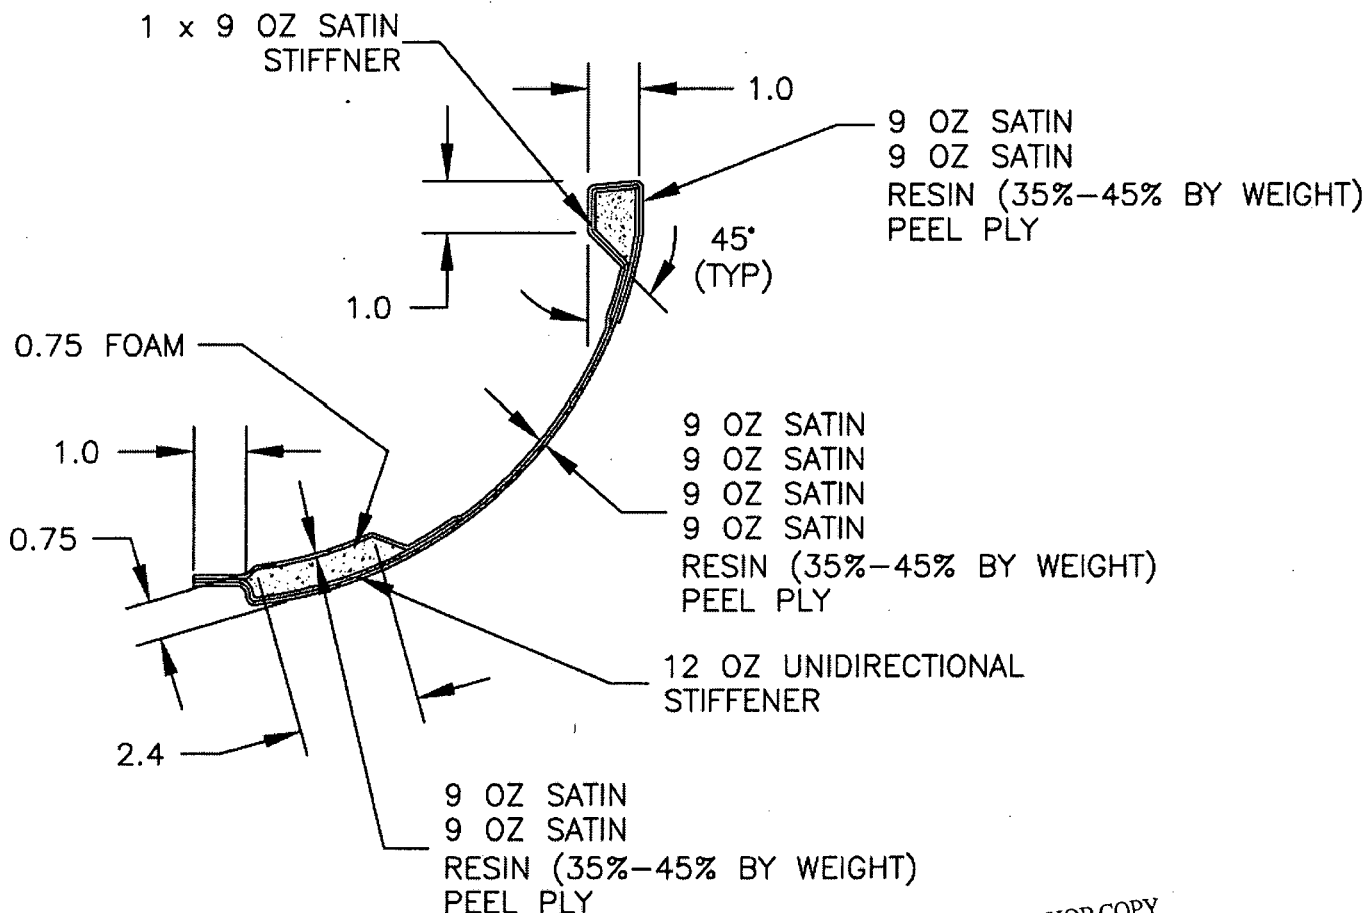 1 x 9 OZ SATIN
STIFFNER
1.0
9 OZ SATIN
9 OZ SATIN
RESIN (35%-45% BY WEIGHT)
PEEL PLY
45°
(TYP)
1.0
0.75 FOAM
1.0
0.75
9 OZ SATIN
9 OZ SATIN
9 OZ SATIN
9 OZ SATIN
RESIN (35%-45% BY WEIGHT)
PEEL PLY
12 OZ UNIDIRECTIONAL
STIFFENER
2.4
9 OZ SATIN
9 OZ SATIN
RESIN (35%-45% BY WEIGHT)
PEEL PLY
COPY